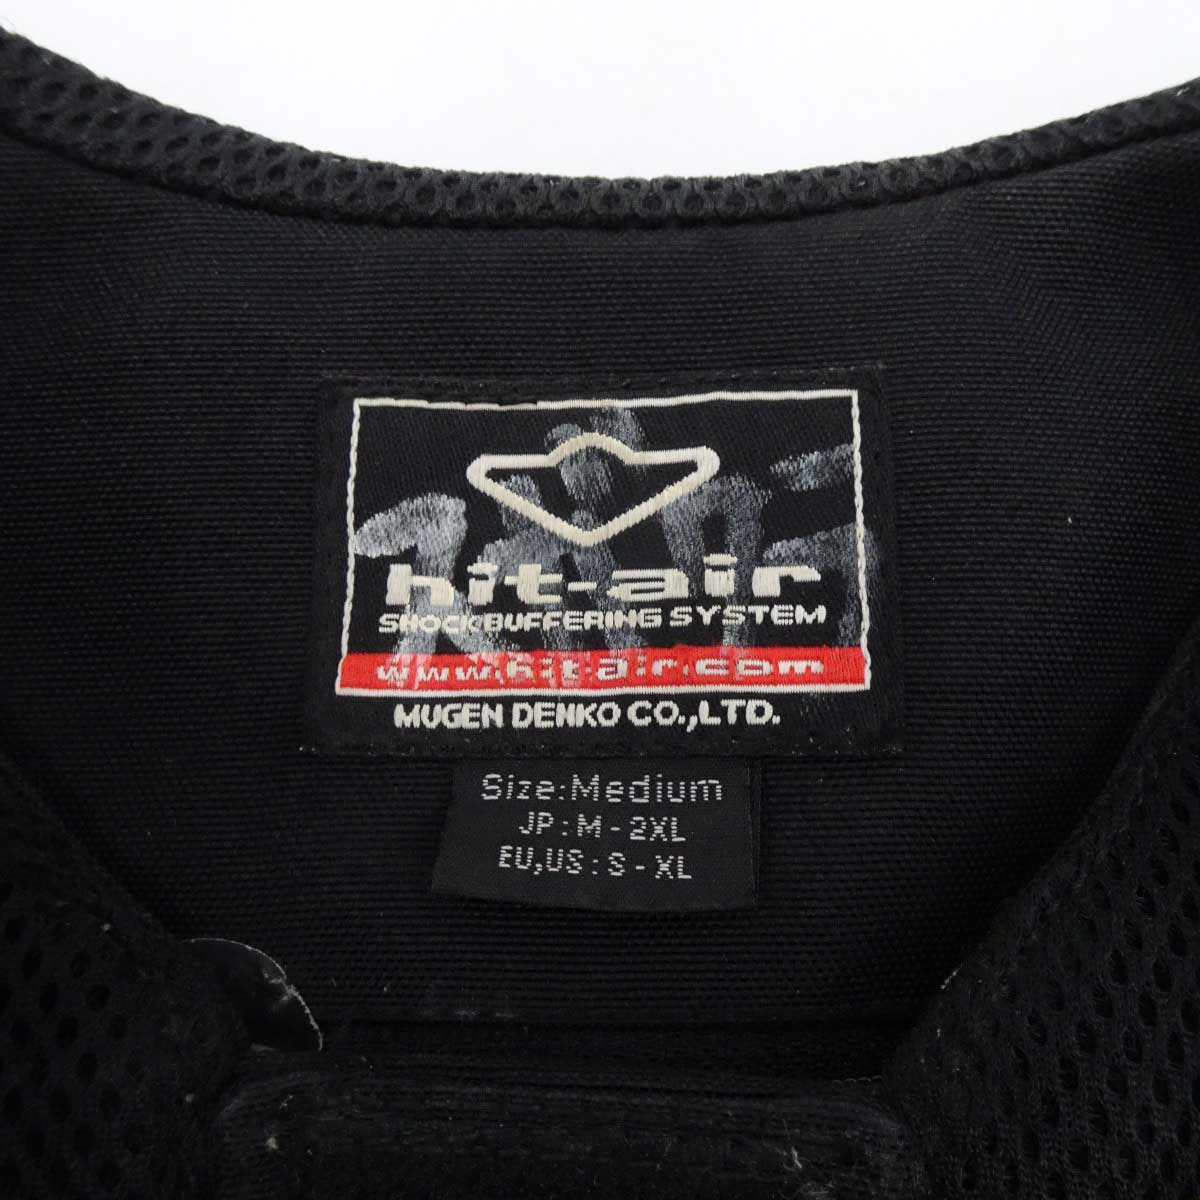 hit-air
SHOCK BUFFERING SYSTEM
www.hit-air.com
MUGEN DENKO CO.,LTD.
Size:Medium
JP : M - 2XL
EU,US : S - XL